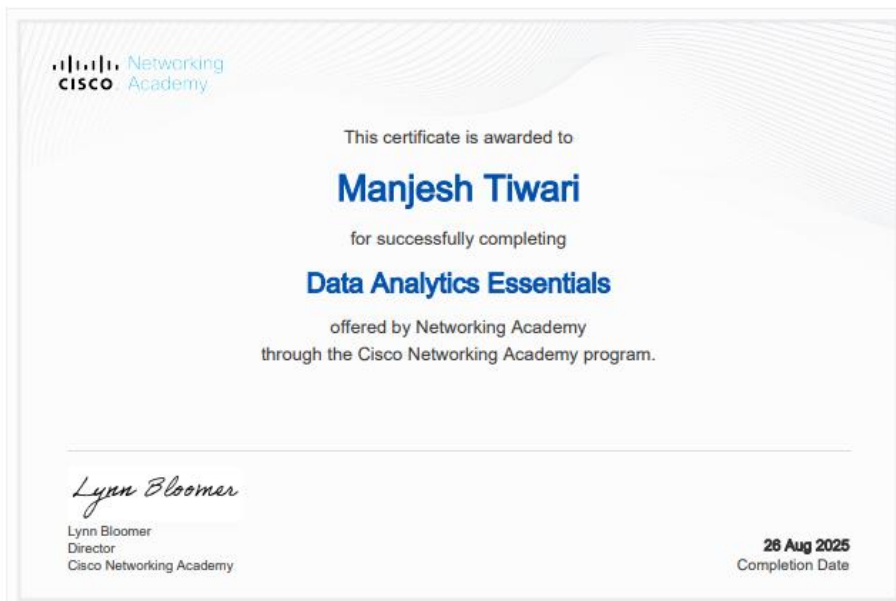 Networking
CISCO Academy
This certificate is awarded to
Manjesh Tiwari
for successfully completing
Data Analytics Essentials
offered by Networking Academy
through the Cisco Networking Academy program.
Lynn Bloomer
Lynn Bloomer
Director
Cisco Networking Academy
26 Aug 2025
Completion Date